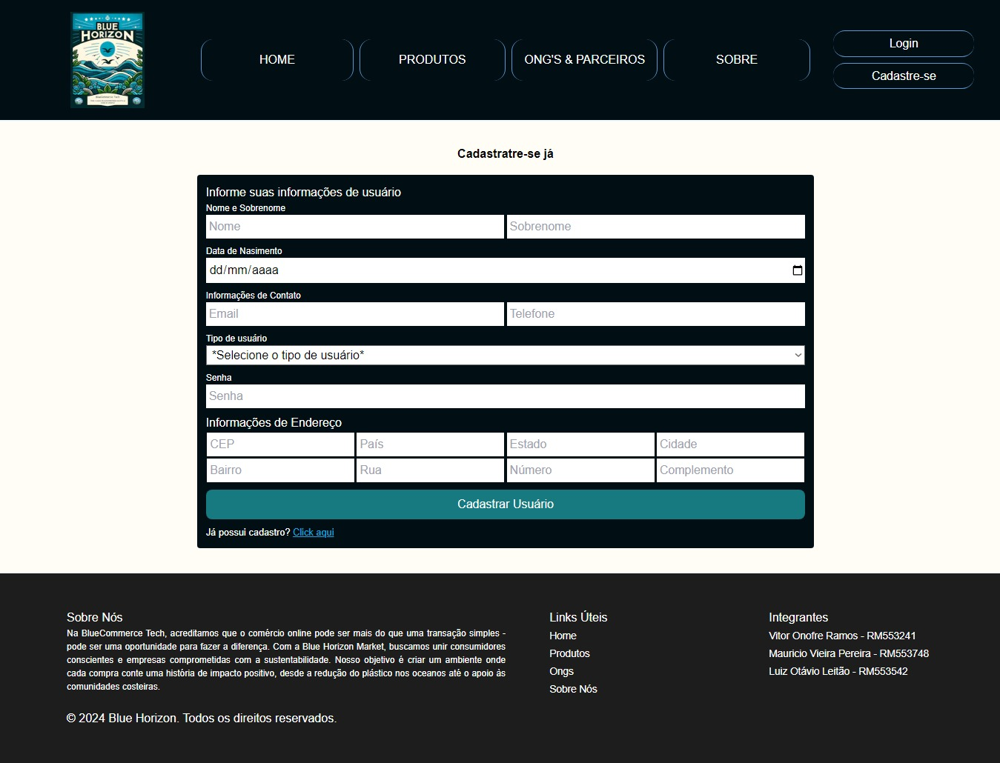 BLUE
HORIZON
BlueCommerce Tech
HOME
PRODUTOS
ONG'S & PARCEIROS
SOBRE
Login
Cadastre-se
Cadastratre-se já
Informe suas informações de usuário
Nome e Sobrenome
Nome
Sobrenome
Data de Nasimento
dd/mm/aaaa
Informações de Contato
Email
Telefone
Tipo de usuário
*Selecione o tipo de usuário*
Senha
Senha
Informações de Endereço
CEP
País
Estado
Cidade
Bairro
Rua
Número
Complemento
Cadastrar Usuário
Já possui cadastro? Click aqui
Sobre Nós
Na BlueCommerce Tech, acreditamos que o comércio online pode ser mais do que uma transação simples -
pode ser uma oportunidade para fazer a diferença. Com a Blue Horizon Market, buscamos unir consumidores
conscientes e empresas comprometidas com a sustentabilidade. Nosso objetivo é criar um ambiente onde
cada compra conte uma história de impacto positivo, desde a redução do plástico nos oceanos até o apoio às
comunidades costeiras.
Links Úteis
Home
Produtos
Ongs
Sobre Nós
Integrantes
Vitor Onofre Ramos - RM553241
Mauricio Vieira Pereira - RM553748
Luiz Otávio Leitão - RM553542
© 2024 Blue Horizon. Todos os direitos reservados.